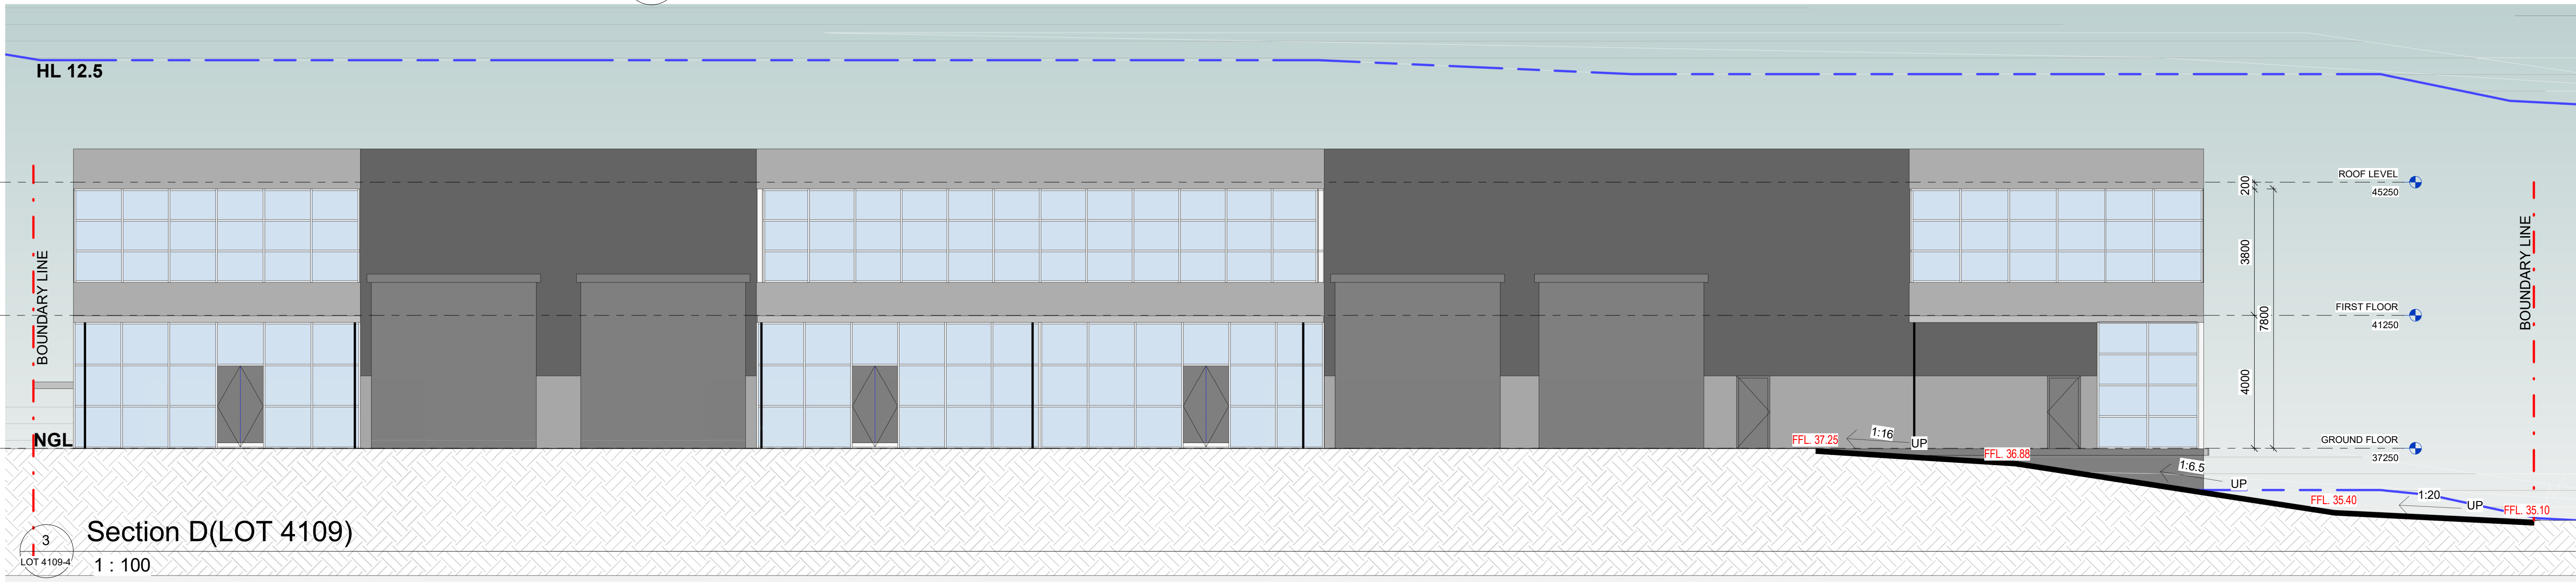 HL 12.5
ROOF LEVEL
45250
200
BOUNDARY LINE
BOUNDARY LINE
3800
FIRST FLOOR
41250
7800
4000
NGL
FFL. 37.25
1:16
UP
GROUND FLOOR
37250
FFL. 36.88
1:6.5
UP
FFL. 35.40
1:20
UP
FFL. 35.10
3
LOT 4109-4
Section D(LOT 4109)
1 : 100